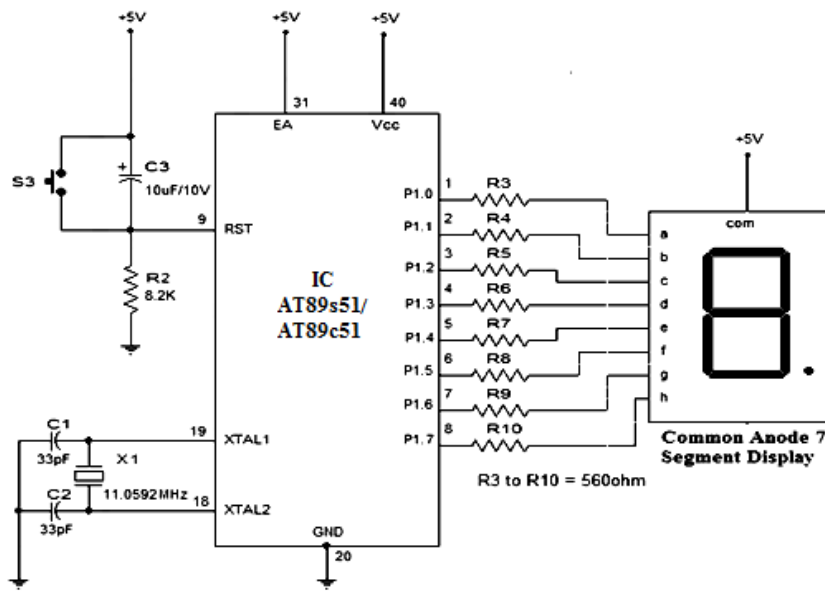 +5V
+5V
+5V
31
40
EA
Vcc
+5V
S3
+
C3
10uF/10V
9
RST
R2
8.2K
IC
AT89s51/
AT89c51
P1.0
1
R3
P1.1
2
R4
P1.2
3
R5
P1.3
4
R6
P1.4
5
R7
P1.5
6
R8
P1.6
7
R9
P1.7
8
R10
com
a
b
c
d
e
f
g
h
Common Anode 7
Segment Display
R3 to R10 = 560ohm
C1
33pF
19
XTAL1
X1
11.0592MHz
C2
33pF
18
XTAL2
GND
20